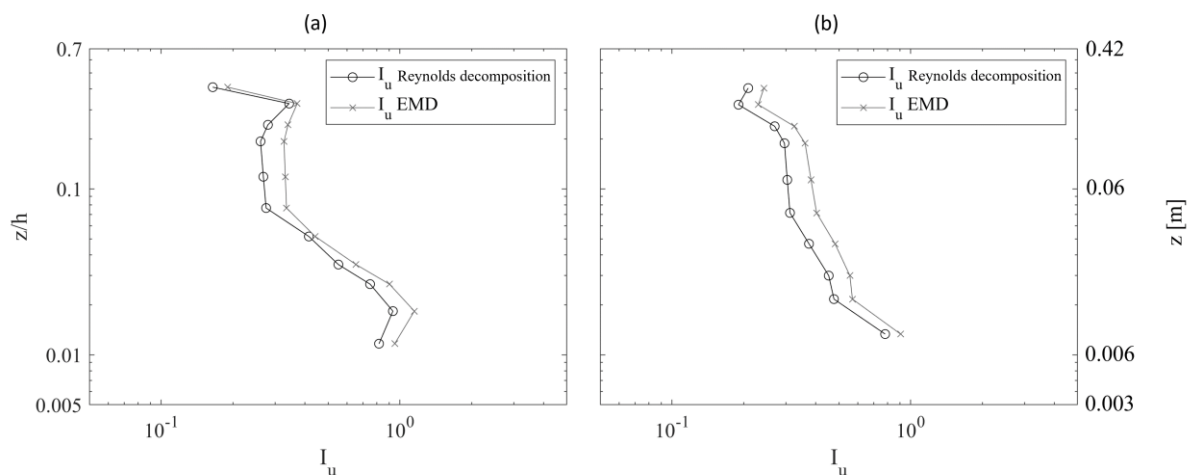 (a)
(b)
0.7
0.1
0.01
0.005
z/h
I_u Reynolds decomposition
I_u EMD
10^-1
10^0
I_u
I_u Reynolds decomposition
I_u EMD
10^-1
10^0
I_u
0.42
0.06
0.006
0.003
z [m]